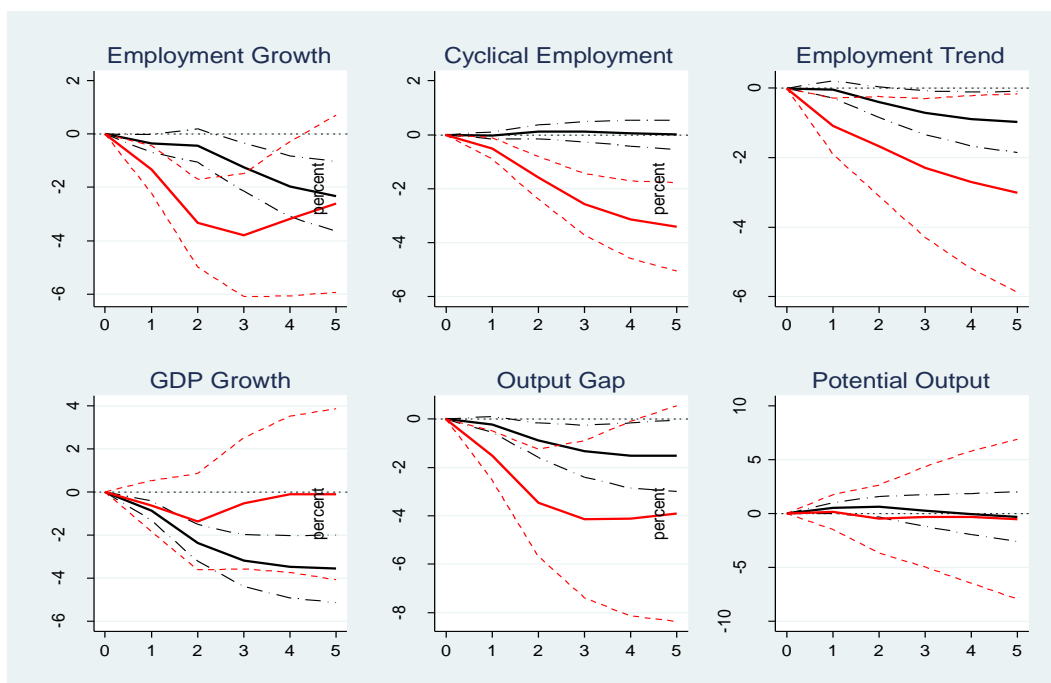 Employment Growth
2
0
-2
-4
-6
0 1 2 3 4 5
percent
Cyclical Employment
2
0
-2
-4
-6
0 1 2 3 4 5
percent
Employment Trend
0
-2
-4
-6
0 1 2 3 4 5
GDP Growth
4
2
0
-2
-4
-6
0 1 2 3 4 5
percent
Output Gap
0
-2
-4
-6
-8
0 1 2 3 4 5
percent
Potential Output
10
5
0
-5
-10
0 1 2 3 4 5